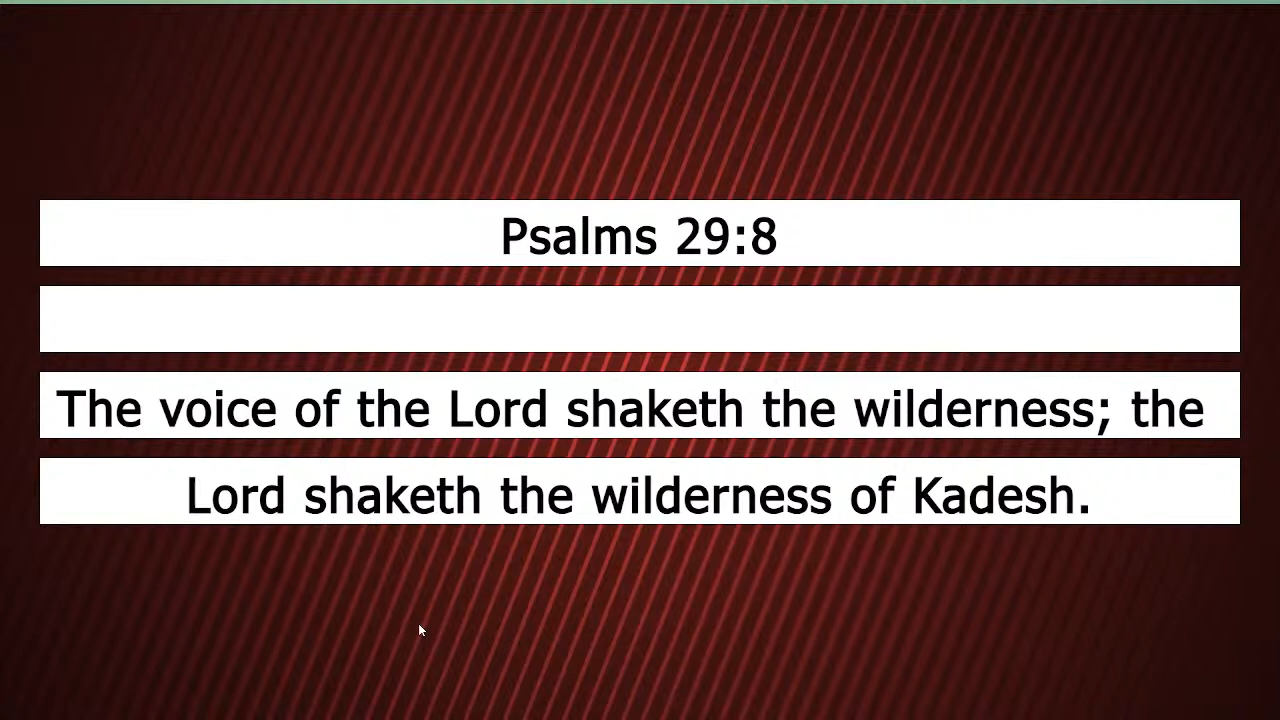 Psalms 29:8
The voice of the Lord shaketh the wilderness; the
Lord shaketh the wilderness of Kadesh.